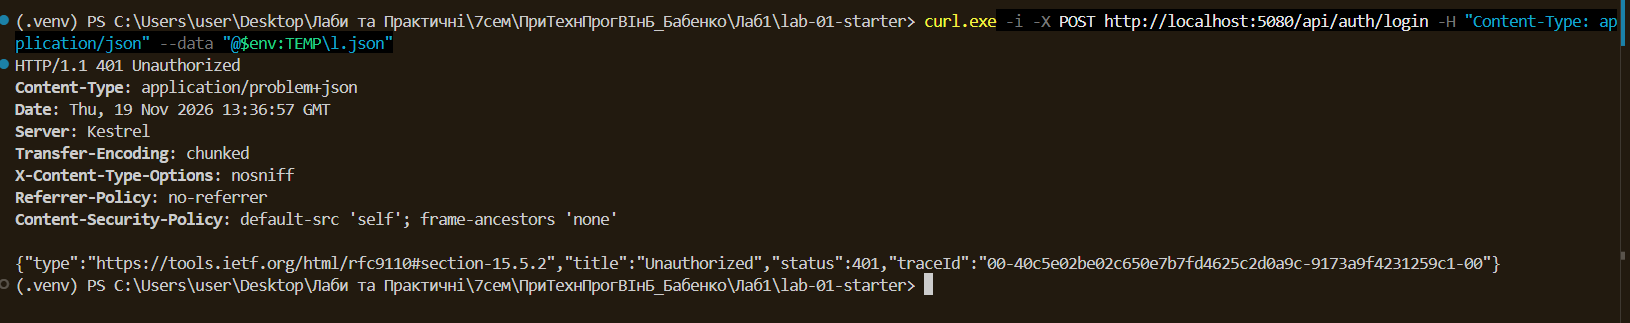 (.venv) PS C:\Users\user\Desktop\Лаби та Практичні\7сем\ПриТехнПрогВІнБ_Бабенко\Лаб1\lab-01-starter> curl.exe -i -X POST http://localhost:5080/api/auth/login -H "Content-Type: ap
plication/json" --data "@$env:TEMP\l.json"
HTTP/1.1 401 Unauthorized
Content-Type: application/problem+json
Date: Thu, 19 Nov 2026 13:36:57 GMT
Server: Kestrel
Transfer-Encoding: chunked
X-Content-Type-Options: nosniff
Referrer-Policy: no-referrer
Content-Security-Policy: default-src 'self'; frame-ancestors 'none'
{"type":"https://tools.ietf.org/html/rfc9110#section-15.5.2","title":"Unauthorized","status":401,"traceId":"00-40c5e02be02c650e7b7fd4625c2d0a9c-9173a9f4231259c1-00"}
(.venv) PS C:\Users\user\Desktop\Лаби та Практичні\7сем\ПриТехнПрогВІнБ_Бабенко\Лаб1\lab-01-starter>